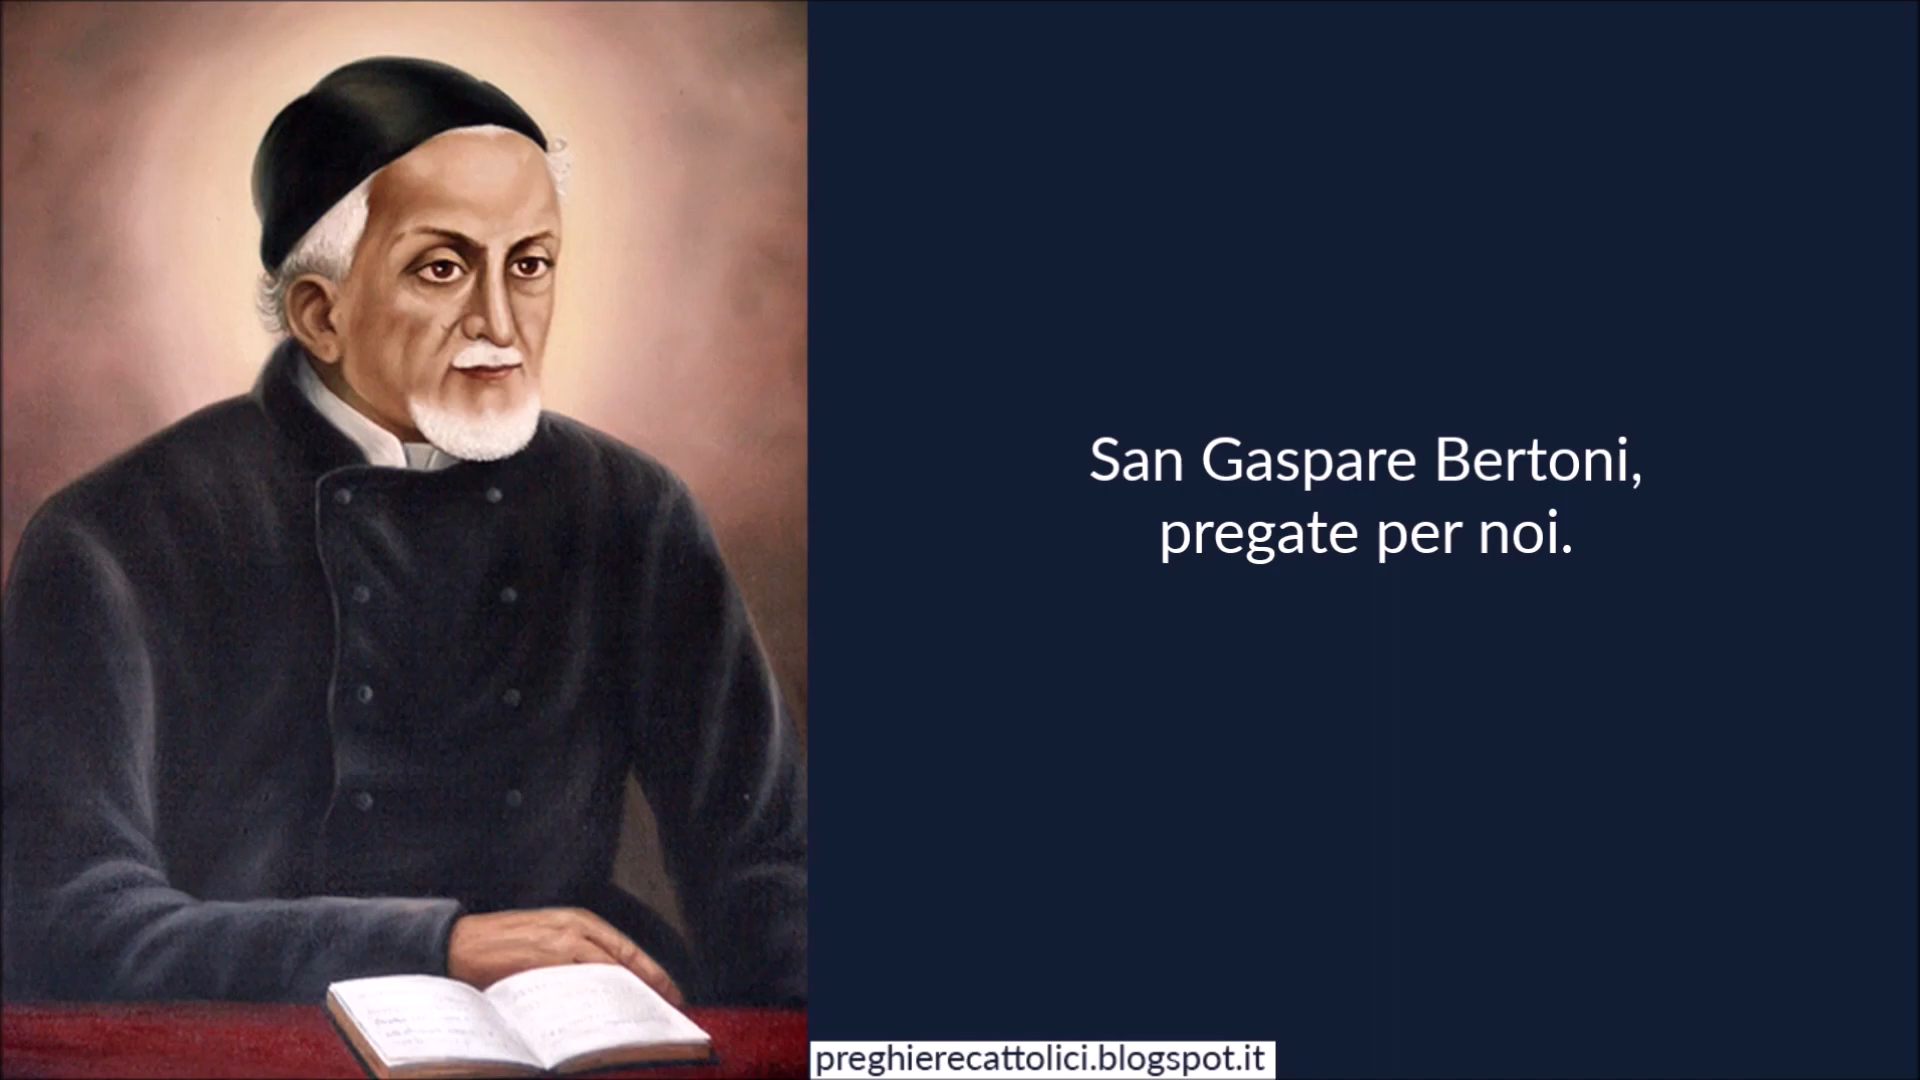 San Gaspare Bertoni,
pregate per noi.
preghierecattolici.blogspot.it